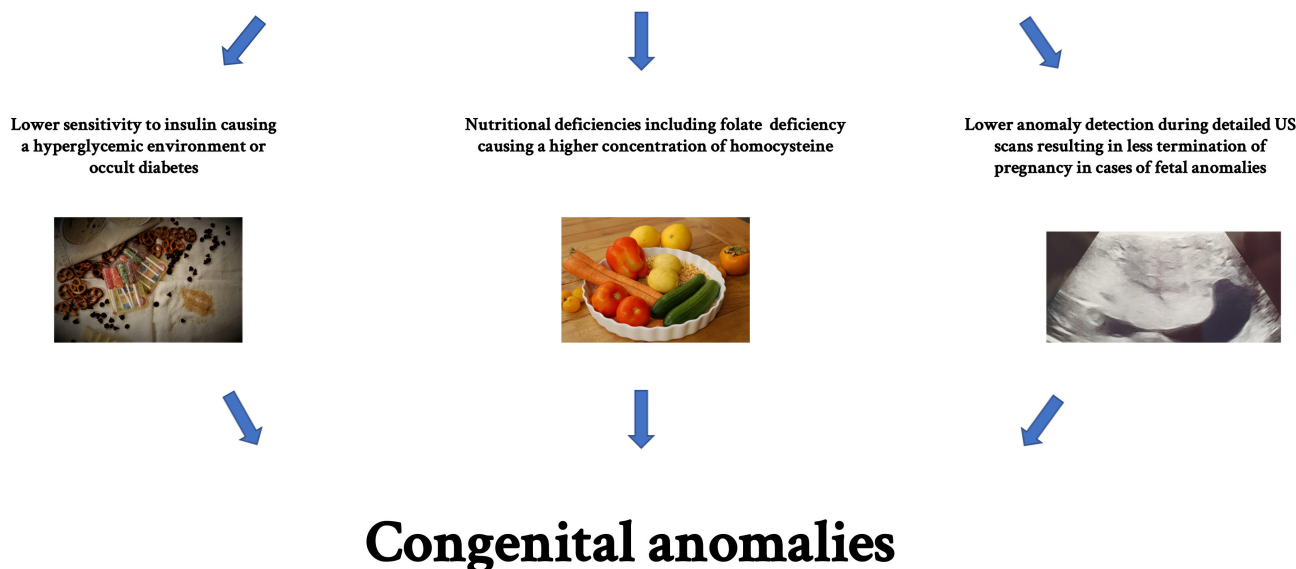 Lower sensitivity to insulin causing
a hyperglycemic environment or
occult diabetes
Nutritional deficiencies including folate deficiency
causing a higher concentration of homocysteine
Lower anomaly detection during detailed US
scans resulting in less termination of
pregnancy in cases of fetal anomalies
Congenital anomalies